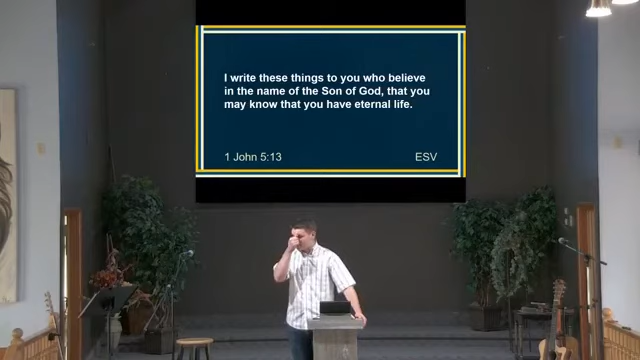 I write these things to you who believe
in the name of the Son of God, that you
may know that you have eternal life.
1 John 5:13 ESV